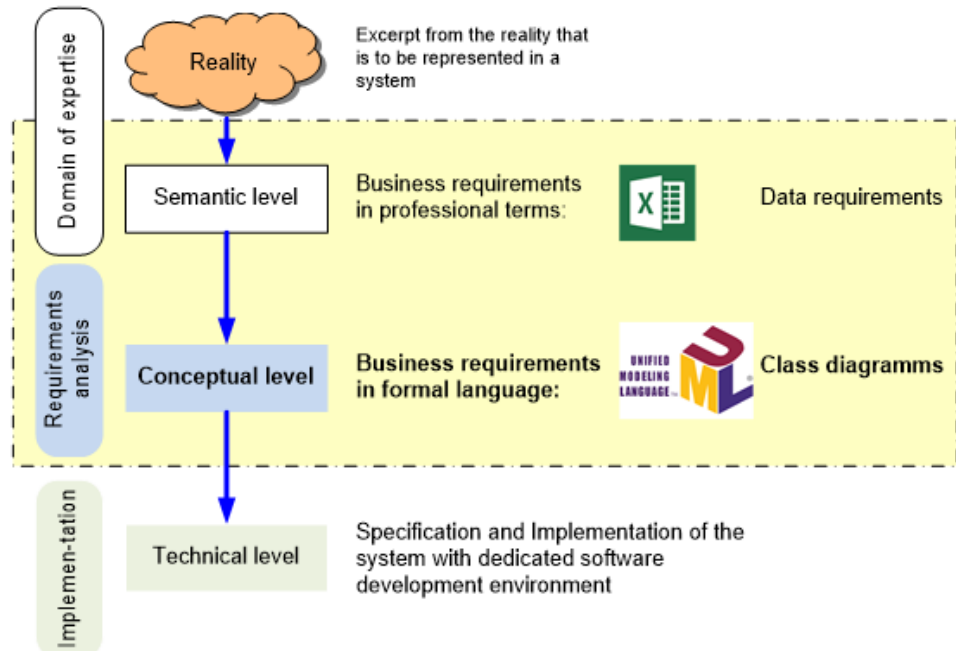 Domain of expertise
Reality
Excerpt from the reality that
is to be represented in a
system
Semantic level
Business requirements
in professional terms:
X
Data requirements
Requirements
analysis
Conceptual level
Business requirements
in formal language:
UNIFIED
MODELING
LANGUAGE™
UML®
Class diagramms
Implemen-tation
Technical level
Specification and Implementation of the
system with dedicated software
development environment